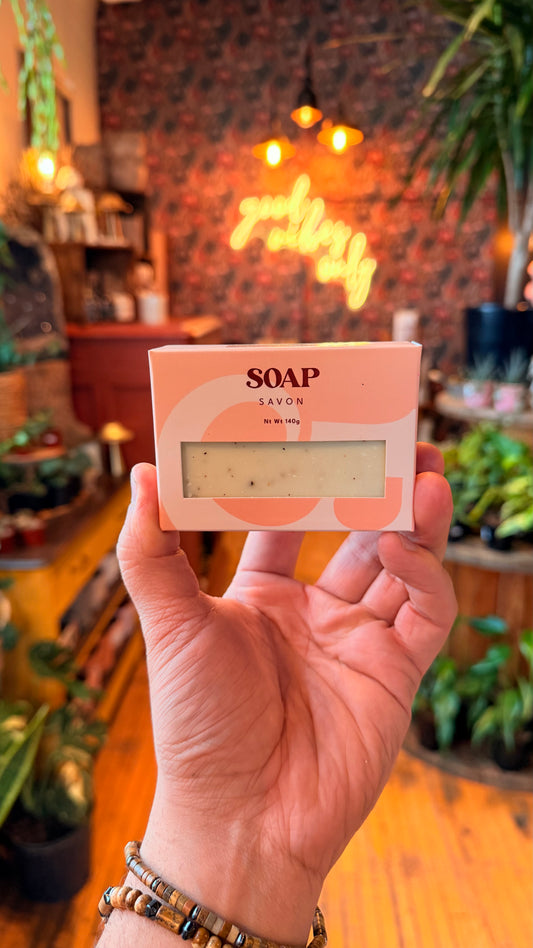 good
vibes
only
SOAP
SAVON
Nt Wt 140g